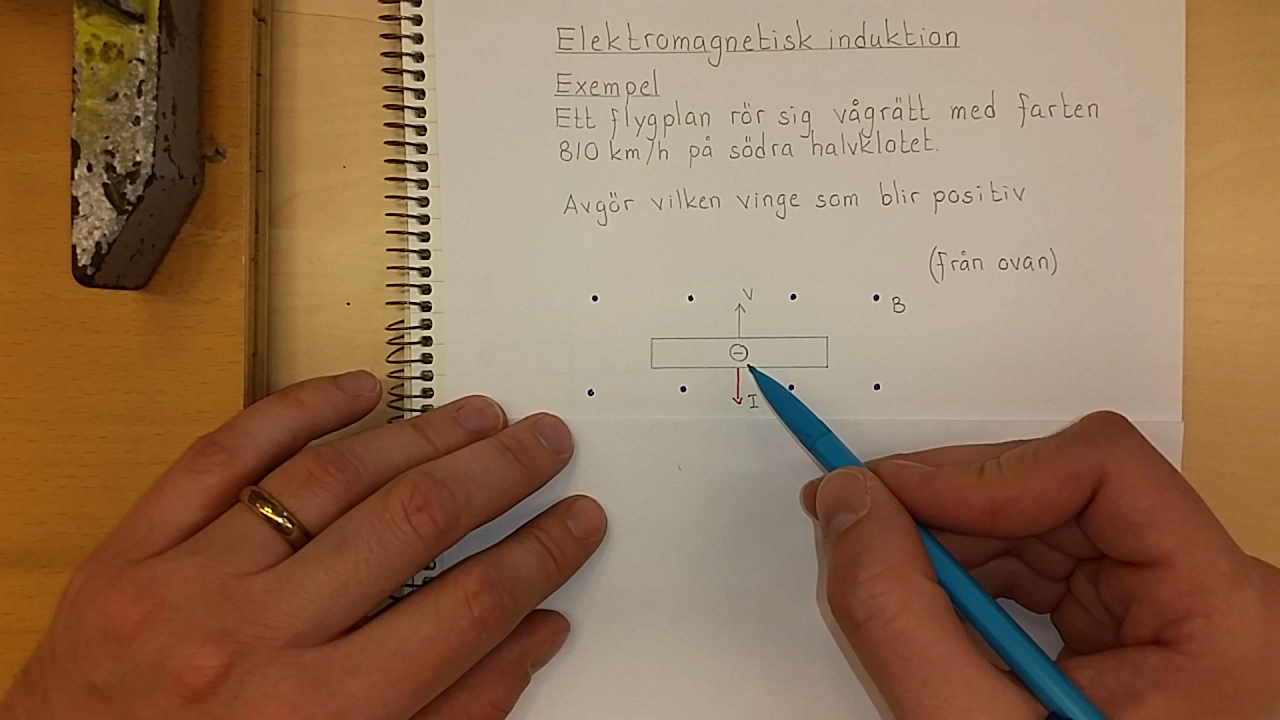 Elektromagnetisk induktion
Exempel
Ett flygplan rör sig vågrätt med farten
810 km/h på södra halvklotet.
Avgör vilken vinge som blir positiv
(från ovan)
V
B
−
I